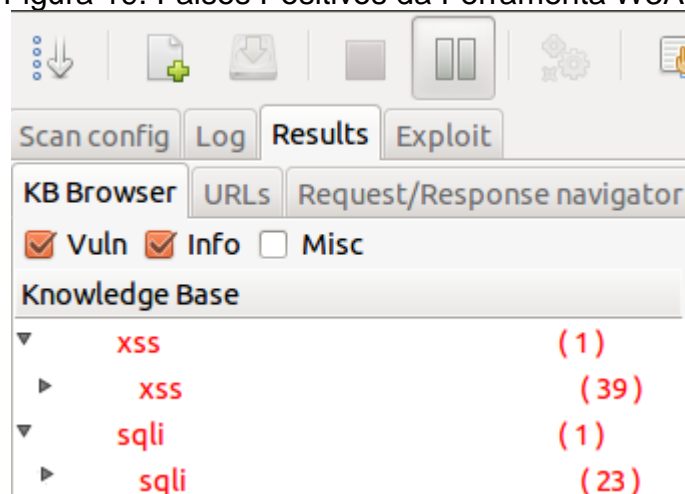 Scan config Log Results Exploit
KB Browser URLs Request/Response navigator
Vuln Info Misc
Knowledge Base
xss (1)
xss (39)
sqli (1)
sqli (23)